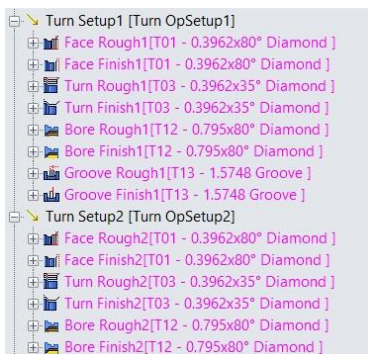 Turn Setup1 [Turn OpSetup1]
Face Rough1[T01 - 0.3962x80° Diamond ]
Face Finish1[T01 - 0.3962x80° Diamond ]
Turn Rough1[T03 - 0.3962x35° Diamond ]
Turn Finish1[T03 - 0.3962x35° Diamond ]
Bore Rough1[T12 - 0.795x80° Diamond ]
Bore Finish1[T12 - 0.795x80° Diamond ]
Groove Rough1[T13 - 1.5748 Groove ]
Groove Finish1[T13 - 1.5748 Groove ]
Turn Setup2 [Turn OpSetup2]
Face Rough2[T01 - 0.3962x80° Diamond ]
Face Finish2[T01 - 0.3962x80° Diamond ]
Turn Rough2[T03 - 0.3962x35° Diamond ]
Turn Finish2[T03 - 0.3962x35° Diamond ]
Bore Rough2[T12 - 0.795x80° Diamond ]
Bore Finish2[T12 - 0.795x80° Diamond ]